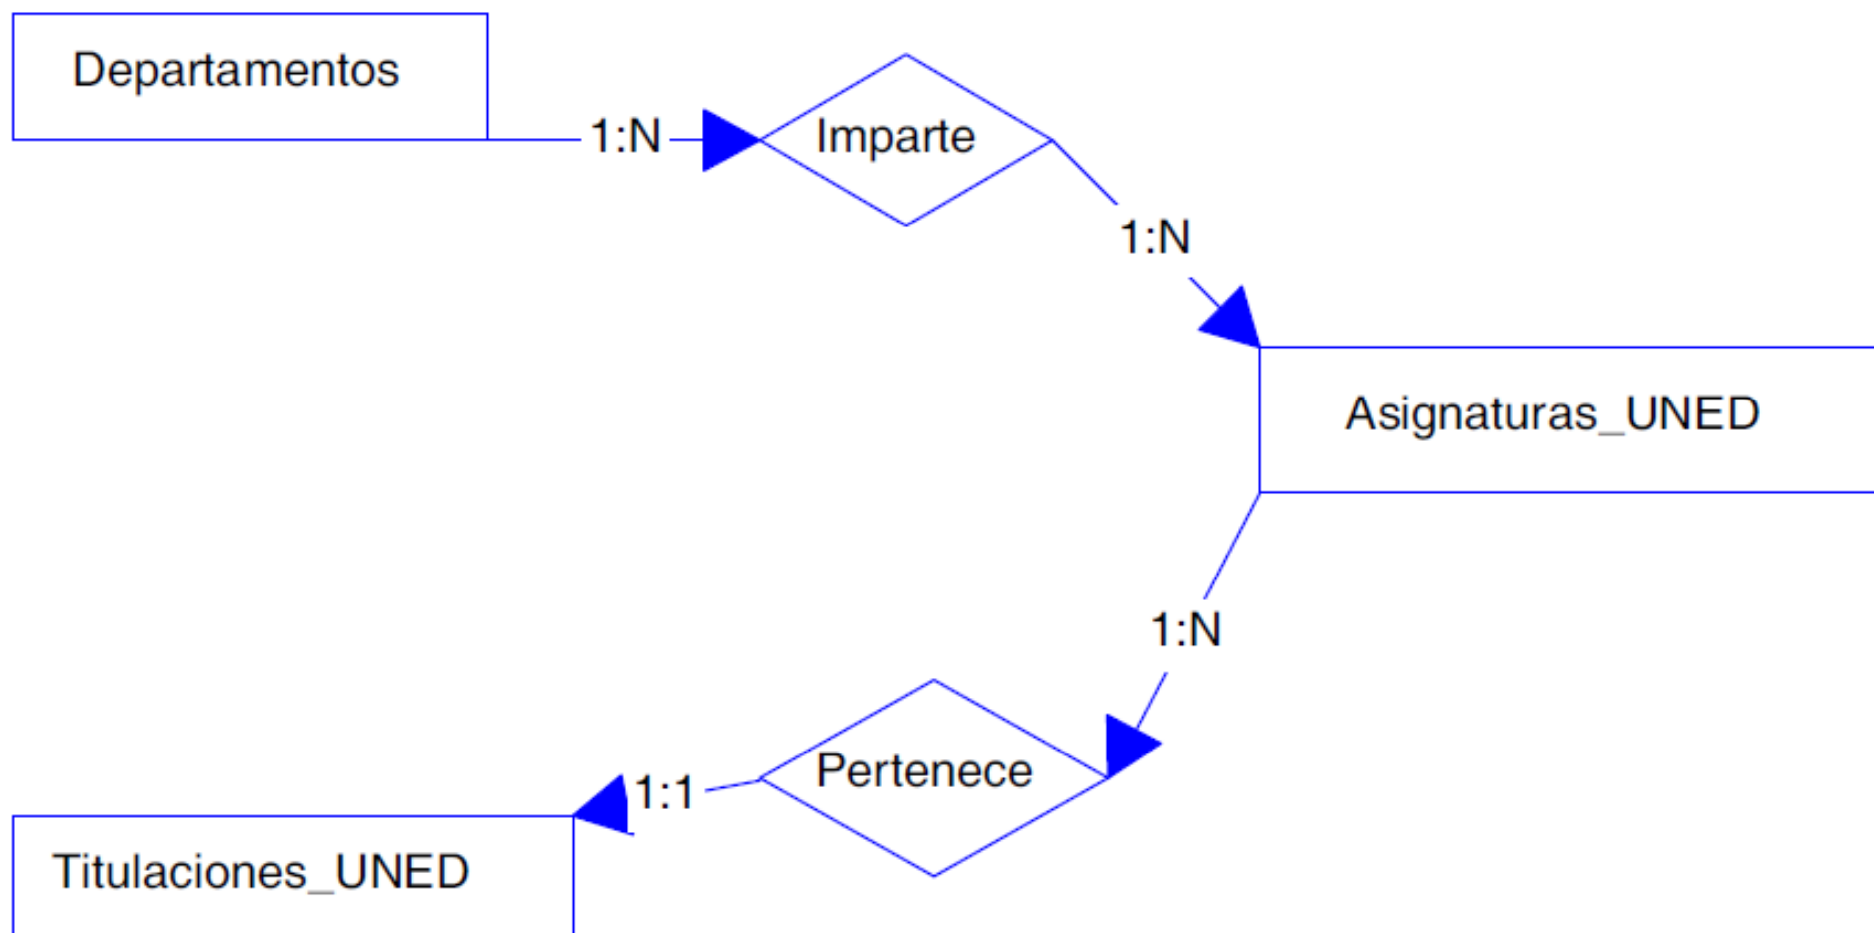 Departamentos
1:N
Imparte
1:N
Asignaturas_UNED
1:N
Pertenece
1:1
Titulaciones_UNED